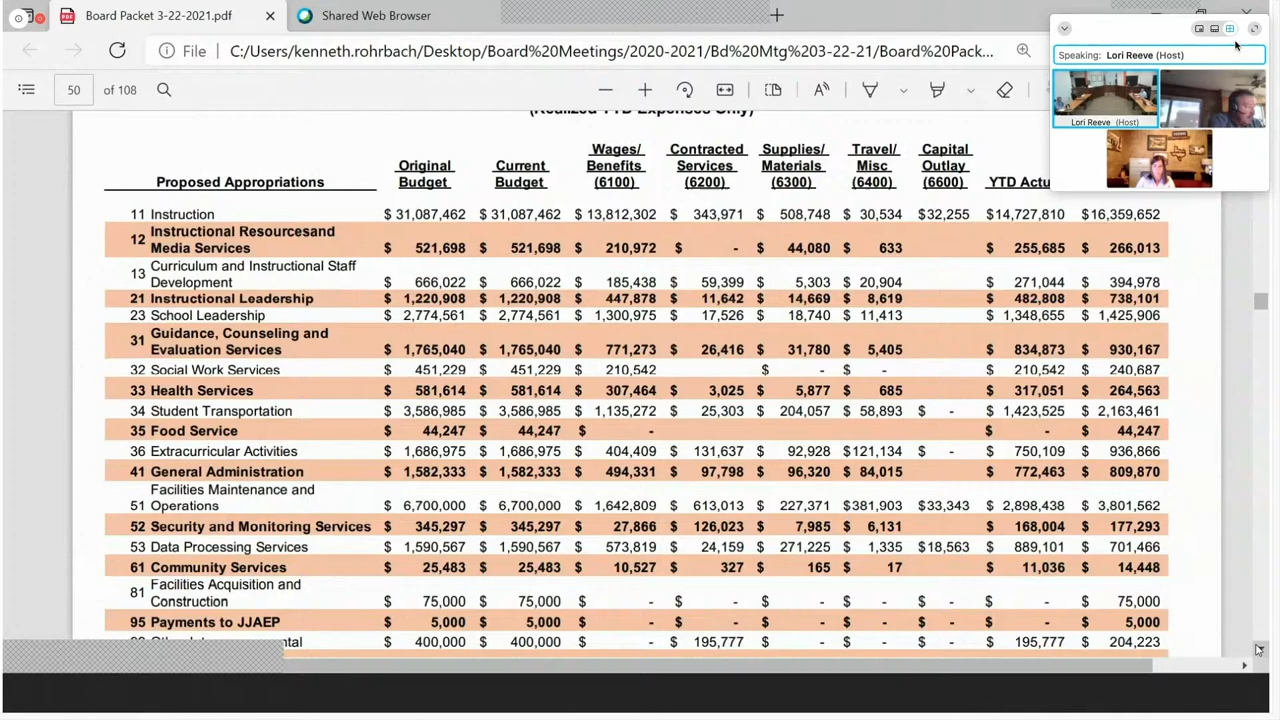 Board Packet 3-22-2021.pdf
Shared Web Browser
File C:/Users/kenneth.rohrbach/Desktop/Board%20Meetings/2020-2021/Bd%20Mtg%203-22-21/Board%20Pack...
50 of 108
Speaking: Lori Reeve (Host)
Lori Reeve (Host)
(Realized YTD Expenses Only)
Proposed Appropriations Original Budget Current Budget Wages/ Benefits (6100) Contracted Services (6200) Supplies/ Materials (6300) Travel/ Misc (6400) Capital Outlay (6600) YTD Actu
11 Instruction $ 31,087,462 $ 31,087,462 $ 13,812,302 $ 343,971 $ 508,748 $ 30,534 $32,255 $14,727,810 $16,359,652
12 Instructional Resourcesand
Media Services $ 521,698 $ 521,698 $ 210,972 $ - $ 44,080 $ 633 $ 255,685 $ 266,013
13 Curriculum and Instructional Staff
Development $ 666,022 $ 666,022 $ 185,438 $ 59,399 $ 5,303 $ 20,904 $ 271,044 $ 394,978
21 Instructional Leadership $ 1,220,908 $ 1,220,908 $ 447,878 $ 11,642 $ 14,669 $ 8,619 $ 482,808 $ 738,101
23 School Leadership $ 2,774,561 $ 2,774,561 $ 1,300,975 $ 17,526 $ 18,740 $ 11,413 $ 1,348,655 $ 1,425,906
31 Guidance, Counseling and
Evaluation Services $ 1,765,040 $ 1,765,040 $ 771,273 $ 26,416 $ 31,780 $ 5,405 $ 834,873 $ 930,167
32 Social Work Services $ 451,229 $ 451,229 $ 210,542 $ - $ - $ 210,542 $ 240,687
33 Health Services $ 581,614 $ 581,614 $ 307,464 $ 3,025 $ 5,877 $ 685 $ 317,051 $ 264,563
34 Student Transportation $ 3,586,985 $ 3,586,985 $ 1,135,272 $ 25,303 $ 204,057 $ 58,893 $ - $ 1,423,525 $ 2,163,461
35 Food Service $ 44,247 $ 44,247 $ - $ - $ 44,247
36 Extracurricular Activities $ 1,686,975 $ 1,686,975 $ 404,409 $ 131,637 $ 92,928 $121,134 $ - $ 750,109 $ 936,866
41 General Administration $ 1,582,333 $ 1,582,333 $ 494,331 $ 97,798 $ 96,320 $ 84,015 $ 772,463 $ 809,870
Facilities Maintenance and
51 Operations $ 6,700,000 $ 6,700,000 $ 1,642,809 $ 613,013 $ 227,371 $381,903 $33,343 $ 2,898,438 $ 3,801,562
52 Security and Monitoring Services $ 345,297 $ 345,297 $ 27,866 $ 126,023 $ 7,985 $ 6,131 $ 168,004 $ 177,293
53 Data Processing Services $ 1,590,567 $ 1,590,567 $ 573,819 $ 24,159 $ 271,225 $ 1,335 $18,563 $ 889,101 $ 701,466
61 Community Services $ 25,483 $ 25,483 $ 10,527 $ 327 $ 165 $ 17 $ 11,036 $ 14,448
81 Facilities Acquisition and
Construction $ 75,000 $ 75,000 $ - $ - $ - $ - $ - $ - $ 75,000
95 Payments to JJAEP $ 5,000 $ 5,000 $ - $ - $ - $ - $ - $ - $ 5,000
ntal $ 400,000 $ 400,000 $ - $ 195,777 $ - $ - $ - $ 195,777 $ 204,223